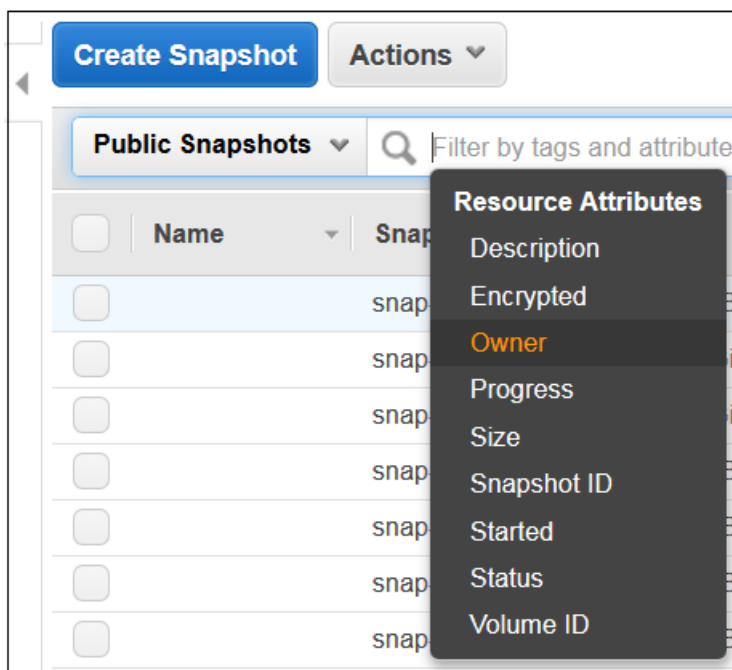 Create Snapshot Actions
Public Snapshots Filter by tags and attribute
Resource Attributes
Name Snap
Description
snap- Encrypted
Owner
snap-
Progress
snap-
Size
snap- Snapshot ID
snap- Started
snap- Status
snap- Volume ID